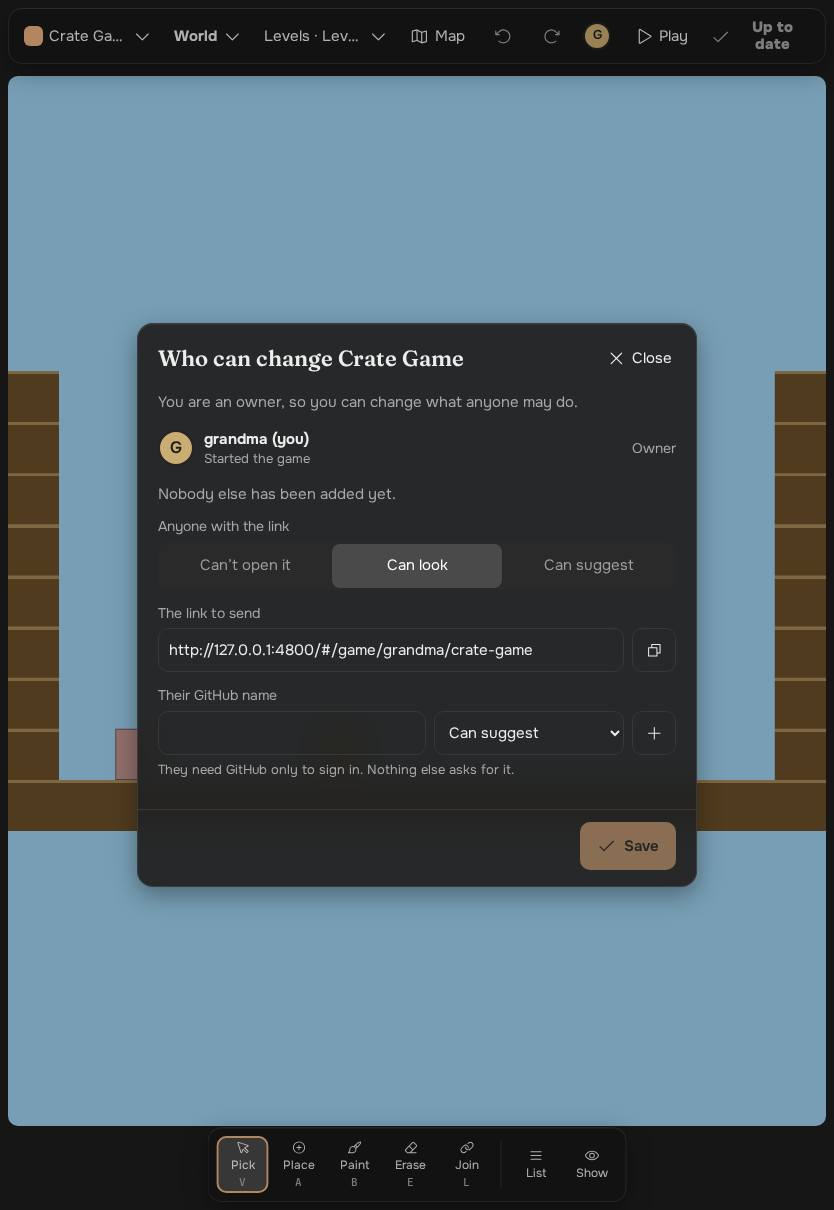 Crate Ga...
World
Levels · Lev...
Map
G
Play
Up to
date
Who can change Crate Game
Close
You are an owner, so you can change what anyone may do.
G
grandma (you)
Started the game
Owner
Nobody else has been added yet.
Anyone with the link
Can't open it
Can look
Can suggest
The link to send
http://127.0.0.1:4800/#/game/grandma/crate-game
Their GitHub name
Can suggest
They need GitHub only to sign in. Nothing else asks for it.
Save
Pick
Place
Paint
Erase
Join
List
Show
V
A
B
E
L